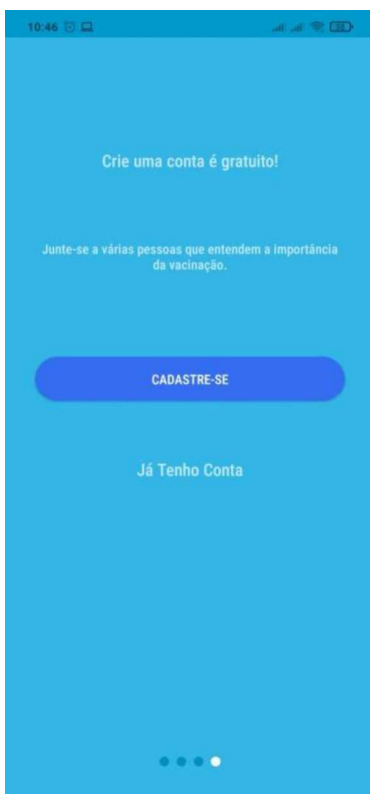 10:46
Crie uma conta é gratuito!
Junte-se a várias pessoas que entendem a importância
da vacinação.
CADASTRE-SE
Já Tenho Conta